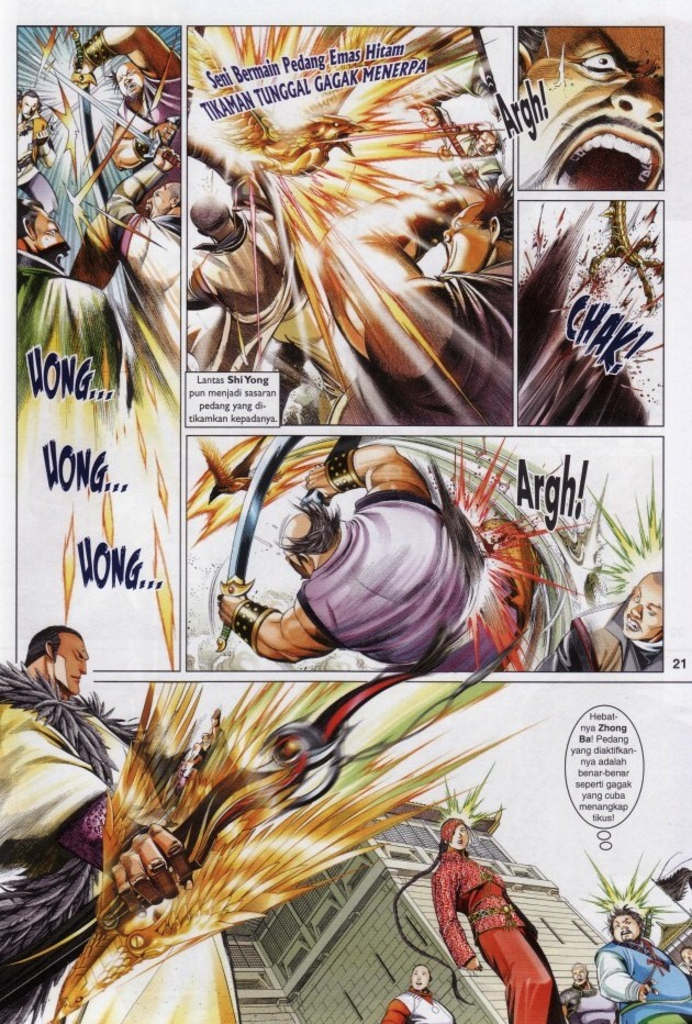 UONG...
UONG...
UONG...
Seni Bermain Pedang Emas Hitam
TIKAMAN TUNGGAL GAGAK MENERPA
Argh!
CHAK!
Lantas Shi Yong
pun menjadi sasaran
pedang yang di-
tikamkan kepadanya.
Argh!
21
Hebat-
nya Zhong
Ba! Pedang
yang diaktifkan-
nya adalah
benar-benar
seperti gagak
yang cuba
menangkap
tikus!